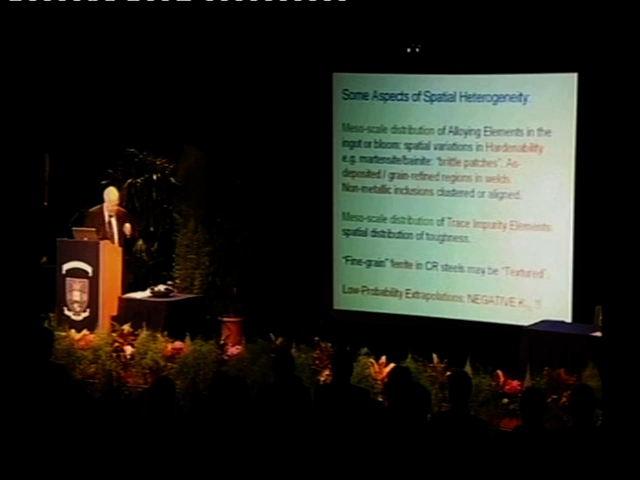 Some Aspects of Spatial Heterogeneity:
Meso-scale distribution of Alloying Elements in the
ingot or bloom: spatial variations in Hardenability
e.g. martensite/bainite: "brittle patches". As-
deposited / grain-refined regions in welds.
Non-metallic inclusions clustered or aligned.
Meso-scale distribution of Trace Impurity Elements:
spatial distribution of toughness.
"Fine-grain" ferrite in CR steels may be "Textured".
Low-Probability Extrapolations: NEGATIVE